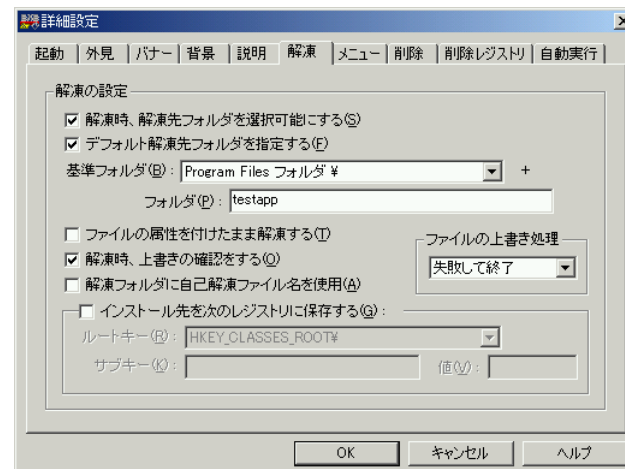 詳細設定
起動 外見 バナー 背景 説明 解凍 メニュー 削除 削除レジストリ 自動実行
解凍の設定
解凍時、解凍先フォルダを選択可能にする(S)
デフォルト解凍先フォルダを指定する(F)
基準フォルダ(B): Program Files フォルダ¥ +
フォルダ(P): testapp
ファイルの属性を付けたまま解凍する(T)
ファイルの上書き処理
解凍時、上書きの確認をする(O)
失敗して終了
解凍フォルダに自己解凍ファイル名を使用(A)
インストール先を次のレジストリに保存する(G):
ルートキー(R): HKEY_CLASSES_ROOT¥
サブキー(K): 値(V):
OK キャンセル ヘルプ